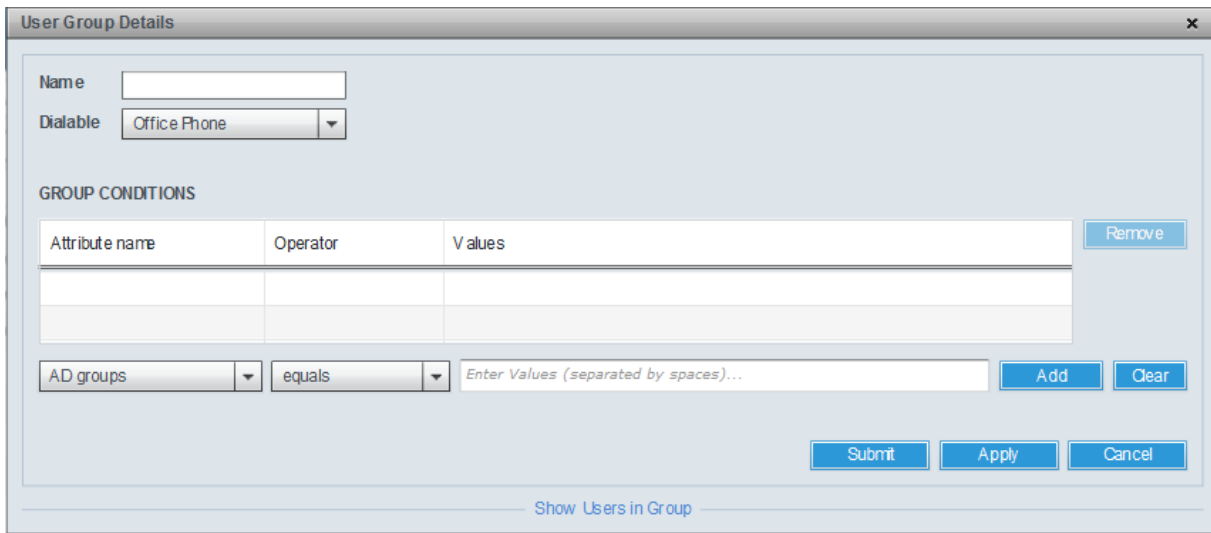 User Group Details x
Name
Dialable Office Phone
GROUP CONDITIONS
Attribute name Operator Values Remove
AD groups equals Enter Values (separated by spaces)... Add Clear
Submit Apply Cancel
Show Users in Group